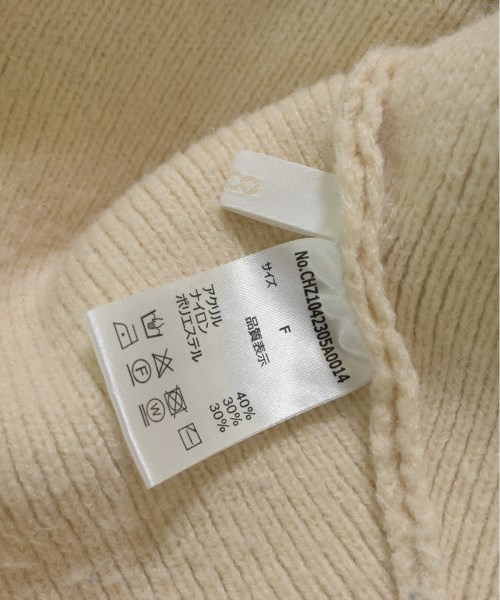 No.CHZ1042305A0014
サイズ
F
品質表示
アクリル 40%
ナイロン 30%
ポリエステル 30%
F
W